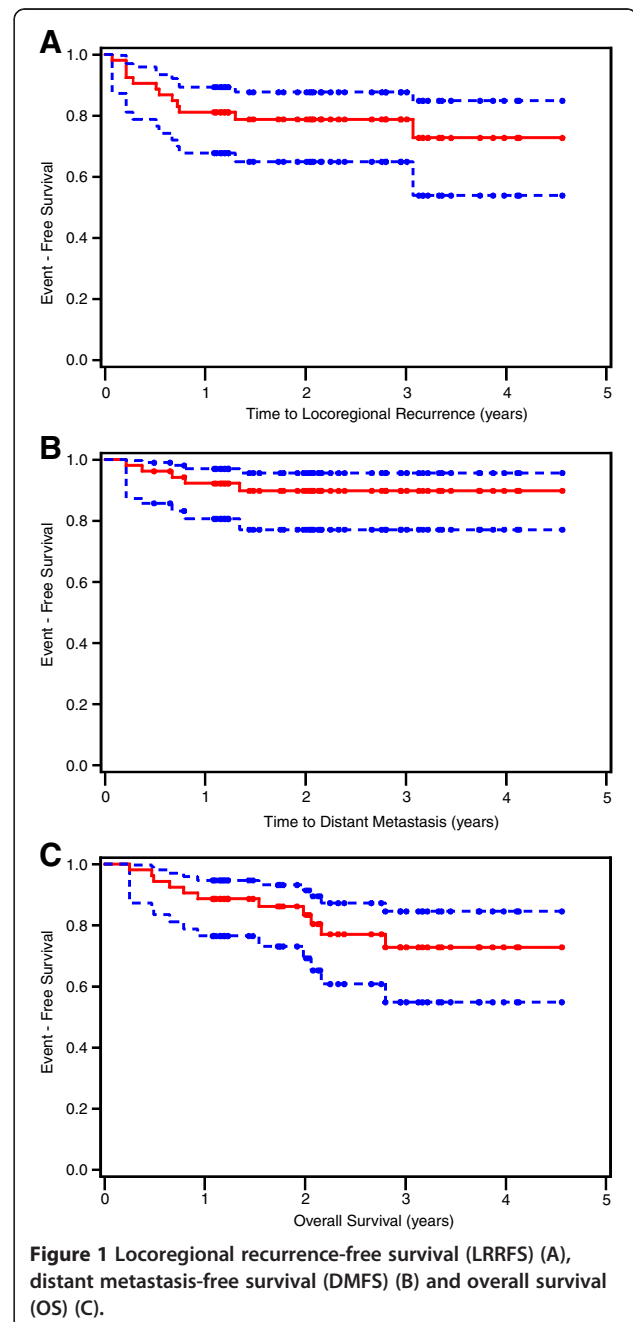 A
1.0
0.8
0.6
0.4
0.2
0.0
Event - Free Survival
0 1 2 3 4 5
Time to Locoregional Recurrence (years)
B
1.0
0.8
0.6
0.4
0.2
0.0
Event - Free Survival
0 1 2 3 4 5
Time to Distant Metastasis (years)
C
1.0
0.8
0.6
0.4
0.2
0.0
Event - Free Survival
0 1 2 3 4 5
Overall Survival (years)
Figure 1 Locoregional recurrence-free survival (LRRFS) (A),
distant metastasis-free survival (DMFS) (B) and overall survival
(OS) (C).